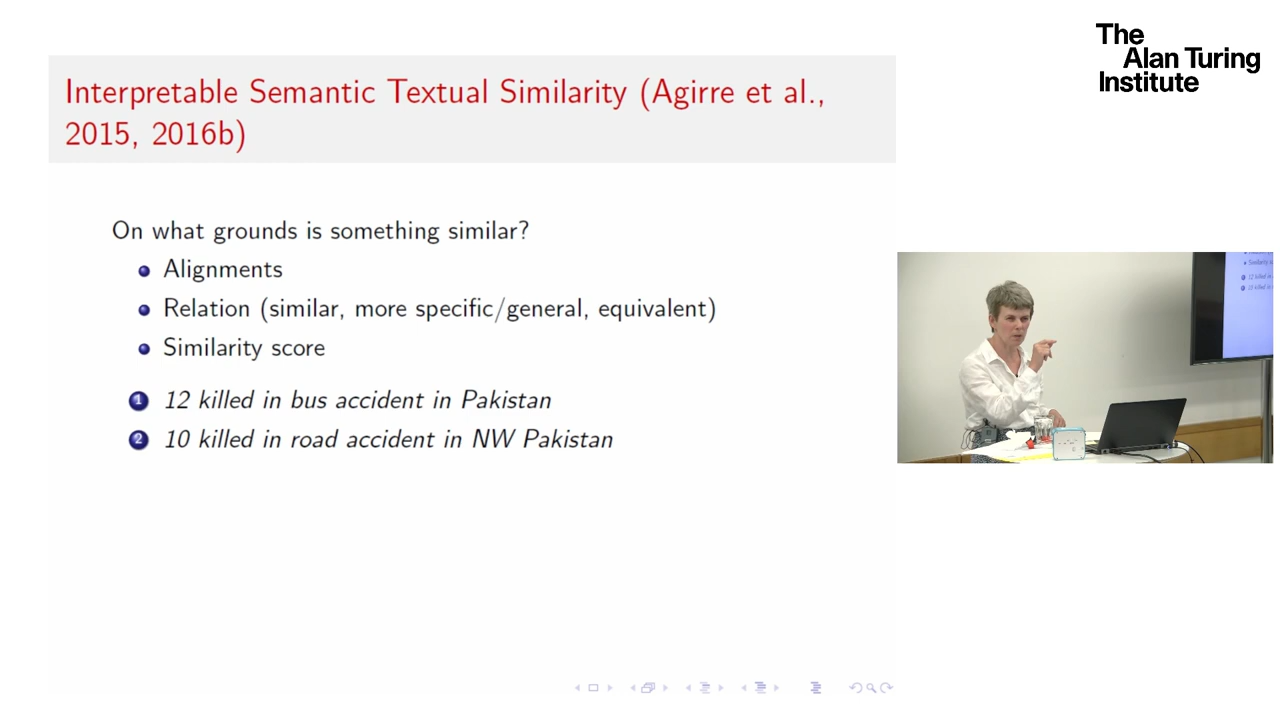 The
Alan Turing
Institute
Interpretable Semantic Textual Similarity (Agirre et al.,
2015, 2016b)
On what grounds is something similar?
Alignments
Relation (similar, more specific/general, equivalent)
Similarity score
1 12 killed in bus accident in Pakistan
2 10 killed in road accident in NW Pakistan